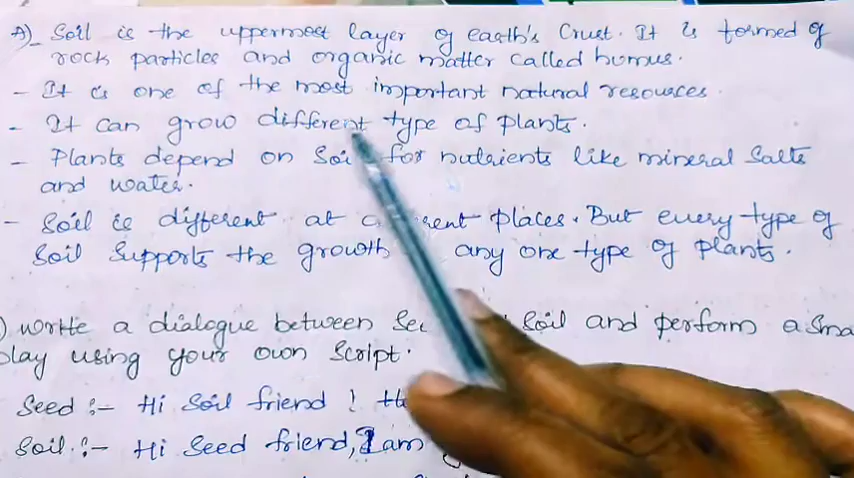 A)- Soil is the uppermost layer of earth's Crust. It is formed of
rock particles and organic matter called humus.
- It is one of the most important natural resources.
- It can grow different type of plants.
- Plants depend on Soil for nutrients like mineral Salts
and water.
- Soil is different at places. But every type of
Soil Supports the growth any one type of plants.
) Write a dialogue between Soil and perform a
play using your own Script.
Seed :- Hi Soil friend !
Soil :- Hi Seed friend, I am